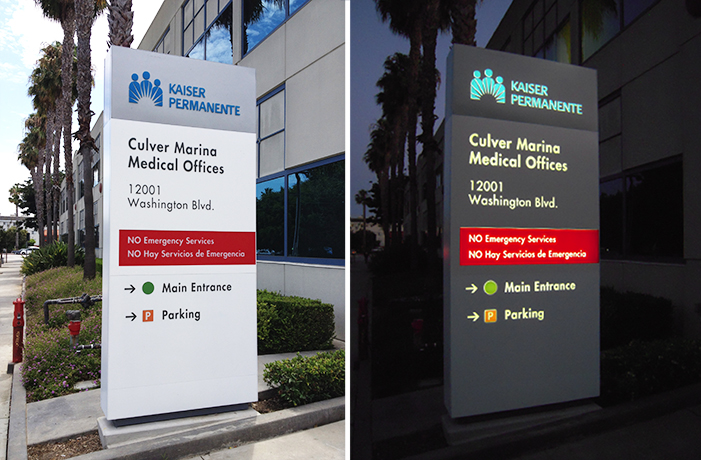 KAISER
PERMANENTE
Culver Marina
Medical Offices
12001
Washington Blvd.
NO Emergency Services
NO Hay Servicios de Emergencia
→ Main Entrance
→ P Parking
KAISER
PERMANENTE
Culver Marina
Medical Offices
12001
Washington Blvd.
NO Emergency Services
NO Hay Servicios de Emergencia
→ Main Entrance
→ P Parking